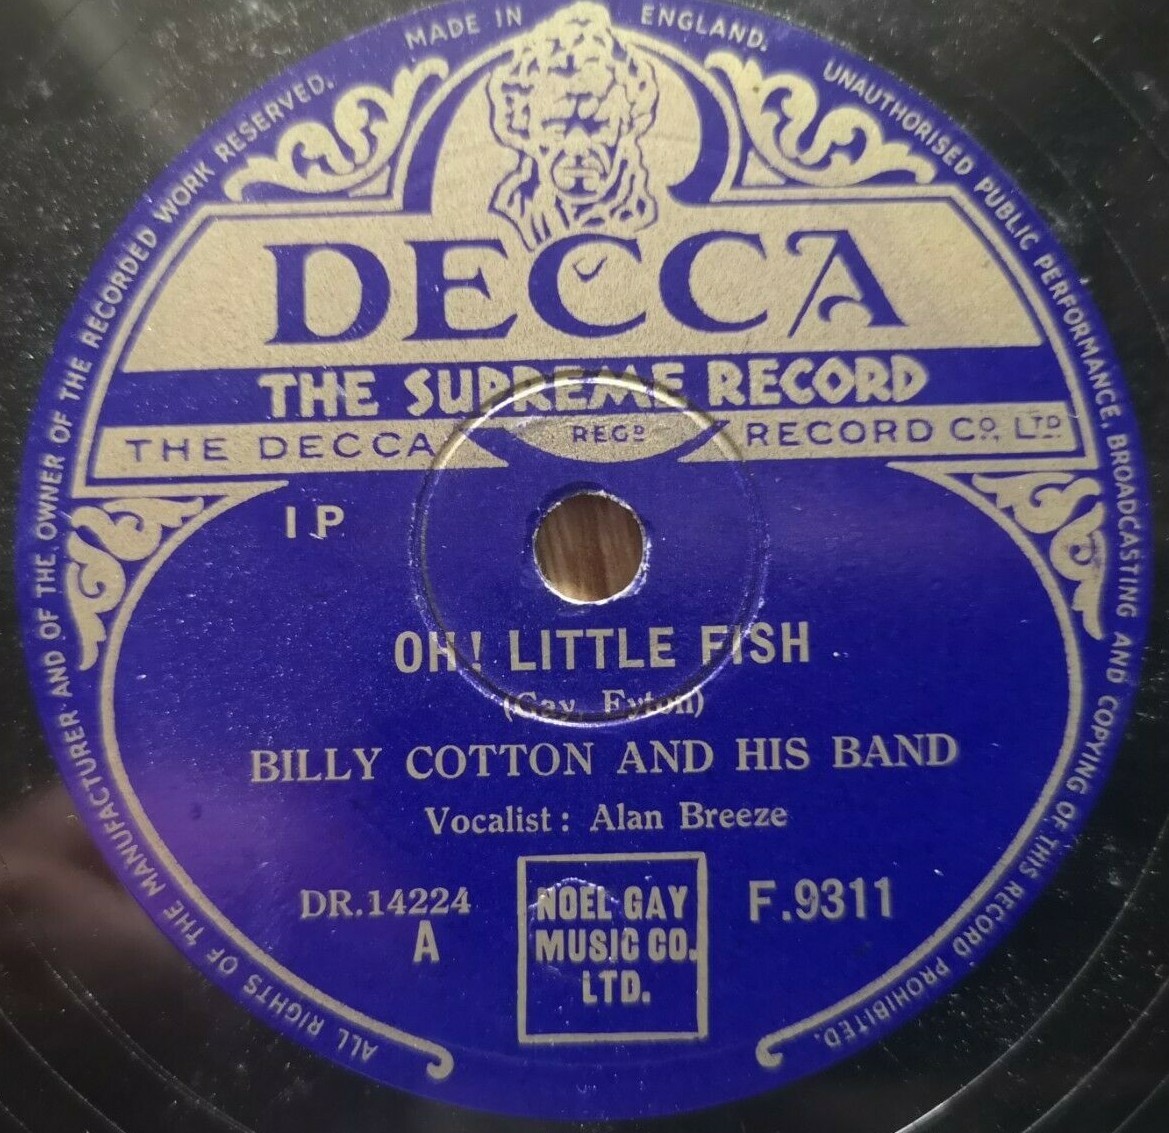 MADE IN ENGLAND.
ALL RIGHTS OF THE MANUFACTURER AND OF THE OWNER OF THE RECORDED WORK RESERVED.
UNAUTHORISED PUBLIC PERFORMANCE, BROADCASTING AND COPYING OF THIS RECORD PROHIBITED.
DECCA
THE SUPREME RECORD
THE DECCA REGD RECORD CO. LTD
1P
OH! LITTLE FISH
(Gay, Eyton)
BILLY COTTON AND HIS BAND
Vocalist: Alan Breeze
DR.14224
A
NOEL GAY
MUSIC CO.
LTD.
F.9311